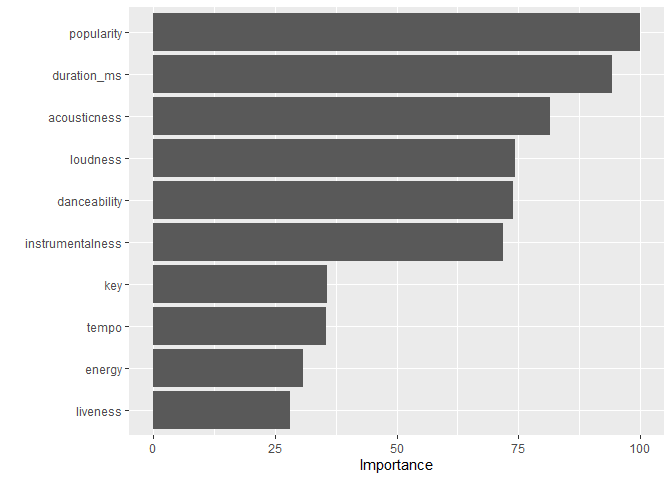 popularity
duration_ms
acousticness
loudness
danceability
instrumentalness
key
tempo
energy
liveness
0 25 50 75 100
Importance